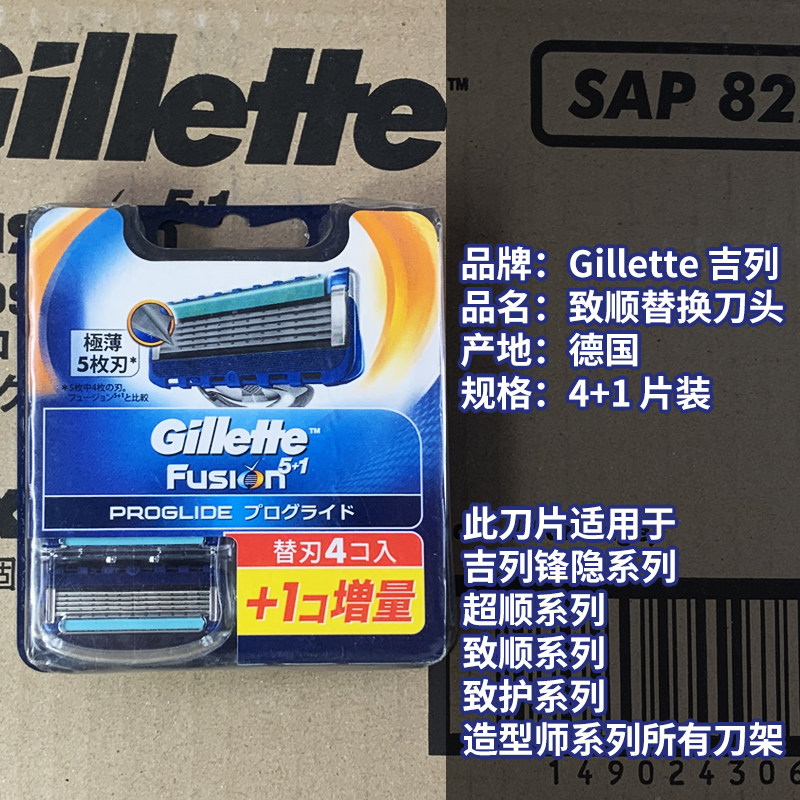 Gillette™
SAP 82
5+1
極薄
5枚刃*
*5枚中4枚の刃。
フュージョン5+1と比較
Gillette™
Fusion5+1
PROGLIDE プログライド
替刃4コ入
+1コ増量
品牌：Gillette 吉列
品名：致顺替换刀头
产地：德国
规格：4+1 片装
此刀片适用于
吉列锋隐系列
超顺系列
致顺系列
致护系列
造型师系列所有刀架
149024306